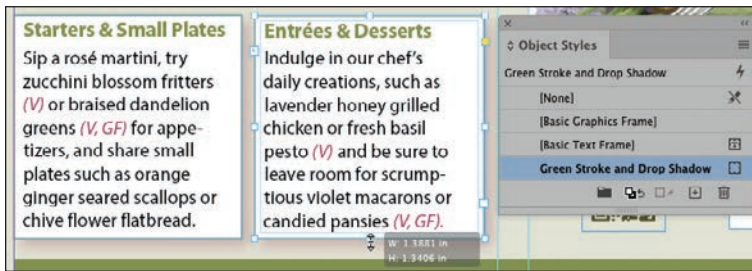 Starters & Small Plates
Sip a rosé martini, try
zucchini blossom fritters
(V) or braised dandelion
greens (V, GF) for appe-
tizers, and share small
plates such as orange
ginger seared scallops or
chive flower flatbread.
Entrées & Desserts
Indulge in our chef's
daily creations, such as
lavender honey grilled
chicken or fresh basil
pesto (V) and be sure to
leave room for scrump-
tious violet macarons or
candied pansies (V, GF).
W: 1.3881 in
H: 1.3406 in
Object Styles
Green Stroke and Drop Shadow
[None]
[Basic Graphics Frame]
[Basic Text Frame]
Green Stroke and Drop Shadow